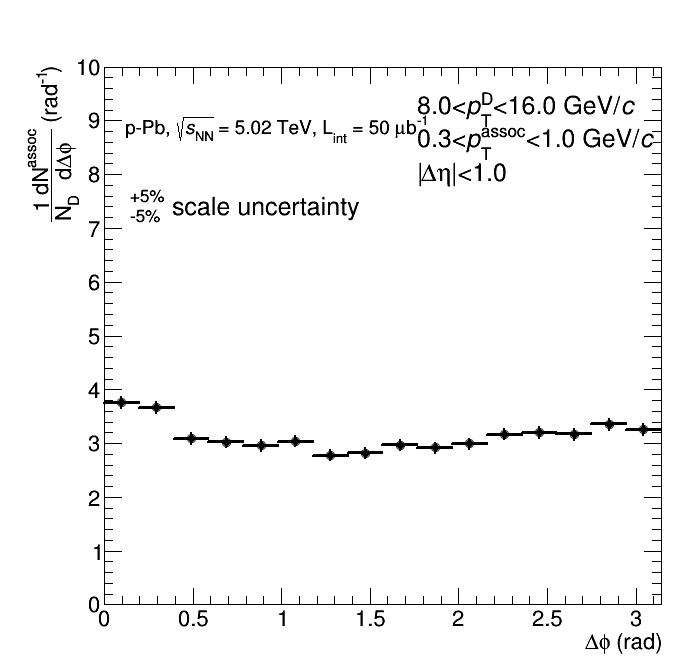 10
9
8
7
6
5
4
3
2
1
0
1 dN^assoc
N_D dΔϕ (rad^-1)
p-Pb, √s_NN = 5.02 TeV, L_int = 50 μb^-1
8.0<p_T^D<16.0 GeV/c
0.3<p_T^assoc<1.0 GeV/c
|Δη|<1.0
+5%
-5% scale uncertainty
0 0.5 1 1.5 2 2.5 3
Δϕ (rad)